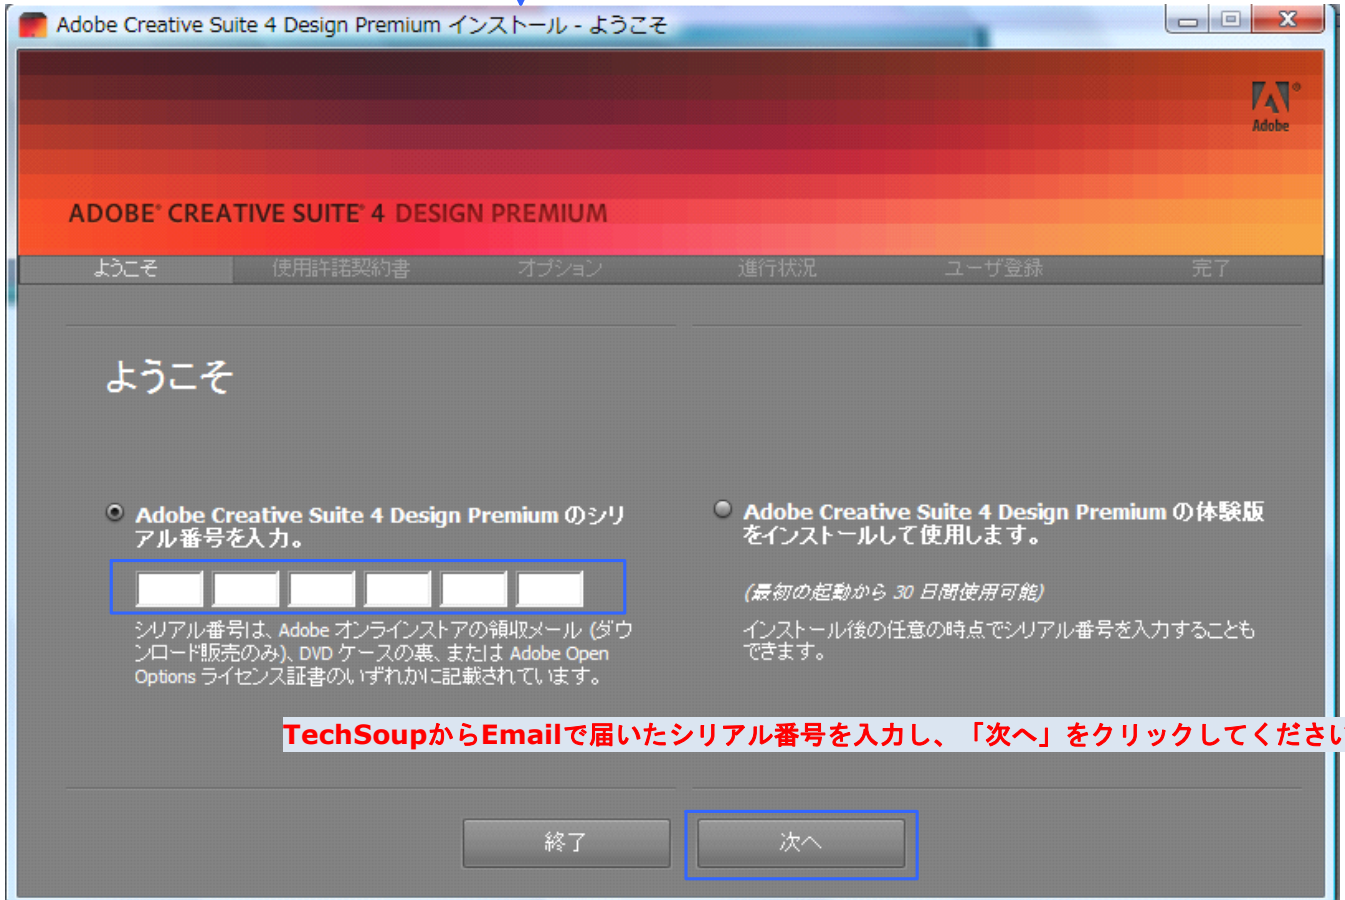 Adobe Creative Suite 4 Design Premium インストール - ようこそ
Adobe
ADOBE® CREATIVE SUITE® 4 DESIGN PREMIUM
ようこそ 使用許諾契約書 オプション 進行状況 ユーザ登録 完了
ようこそ
Adobe Creative Suite 4 Design Premium のシリ
アル番号を入力。
シリアル番号は、Adobe オンラインストアの領収メール (ダウ
ンロード販売のみ)、DVD ケースの裏、または Adobe Open
Options ライセンス証書のいずれかに記載されています。
Adobe Creative Suite 4 Design Premium の体験版
をインストールして使用します。
(最初の起動から 30 日間使用可能)
インストール後の任意の時点でシリアル番号を入力することも
できます。
TechSoupからEmailで届いたシリアル番号を入力し、「次へ」をクリックしてください
終了 次へ